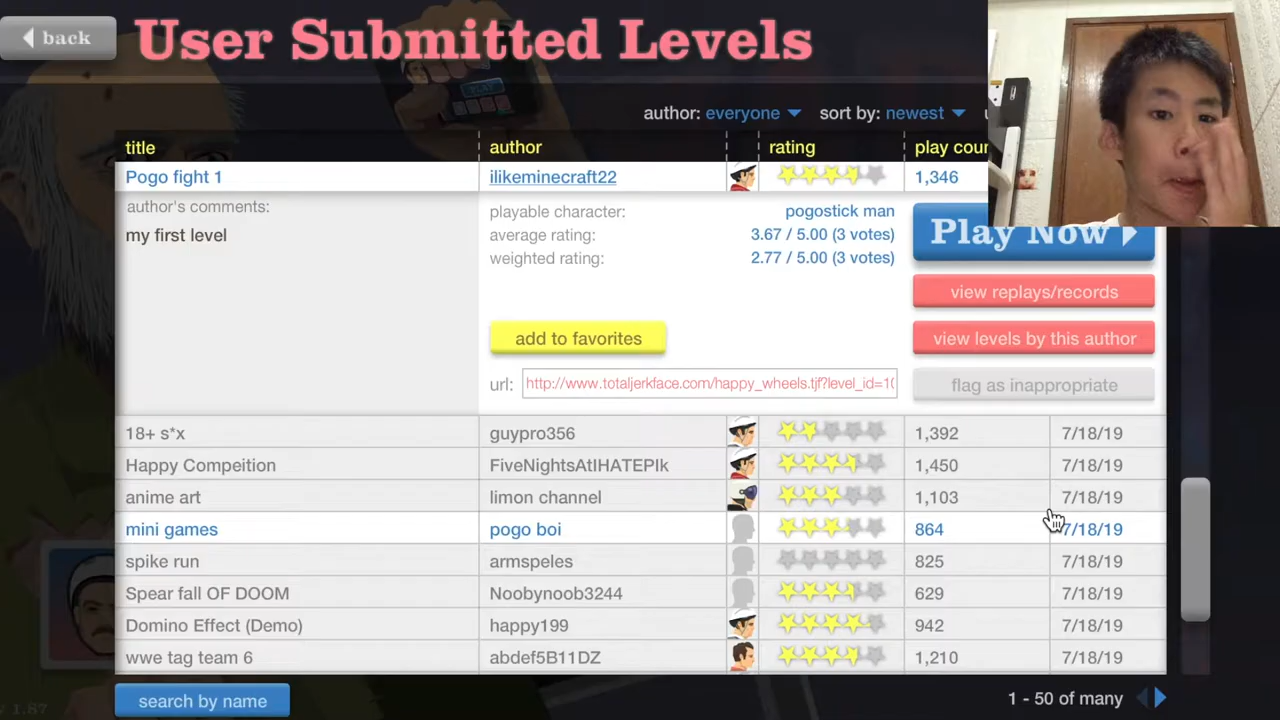 back
User Submitted Levels
PLAY
author: everyone sort by: newest
title author rating play cour
Pogo fight 1 ilikeminecraft22 1,346
author's comments:
my first level
playable character: pogostick man
average rating: 3.67 / 5.00 (3 votes)
weighted rating: 2.77 / 5.00 (3 votes)
Play Now
view replays/records
add to favorites
view levels by this author
url: http://www.totaljerkface.com/happy_wheels.tjf?level_id=1(
flag as inappropriate
18+ s*x guypro356 1,392 7/18/19
Happy Compeition FiveNightsAtIHATEPIk 1,450 7/18/19
anime art limon channel 1,103 7/18/19
mini games pogo boi 864 7/18/19
spike run armspeles 825 7/18/19
Spear fall OF DOOM Noobynoob3244 629 7/18/19
Domino Effect (Demo) happy199 942 7/18/19
wwe tag team 6 abdef5B11DZ 1,210 7/18/19
search by name 1 - 50 of many
v 1.87